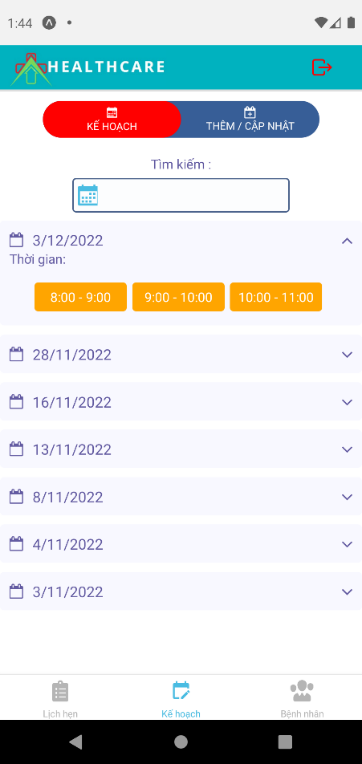 1:44
HEALTHCARE
KẾ HOẠCH
THÊM / CẬP NHẬT
Tìm kiếm :
3/12/2022
Thời gian:
8:00 - 9:00
9:00 - 10:00
10:00 - 11:00
28/11/2022
16/11/2022
13/11/2022
8/11/2022
4/11/2022
3/11/2022
Lịch hẹn
Kế hoạch
Bệnh nhân